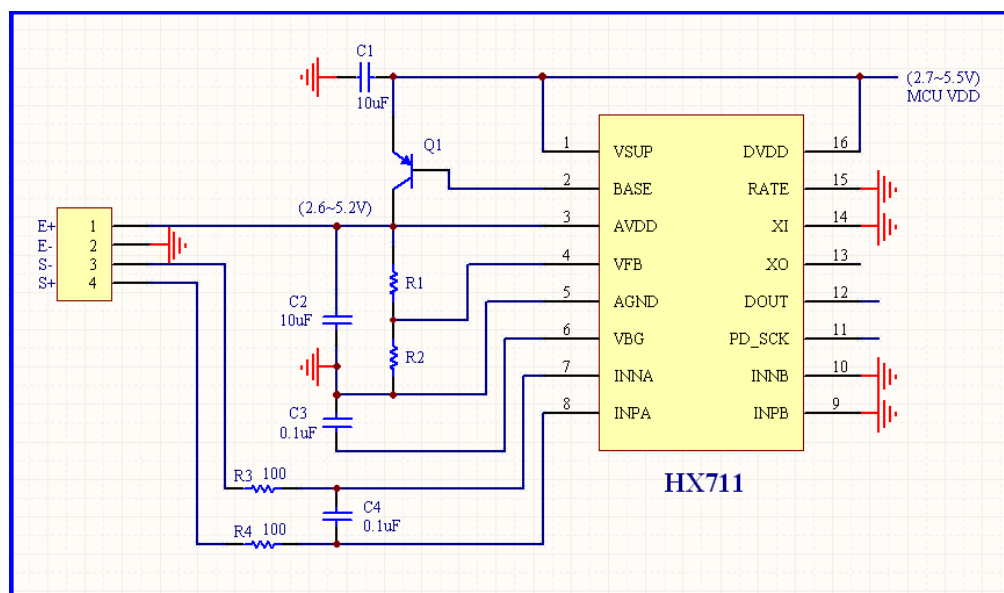 C1
10uF
(2.7~5.5V)
MCU VDD
Q1
1 VSUP DVDD 16
2 BASE RATE 15
(2.6~5.2V)
E+ 1
3 AVDD XI 14
E- 2
S- 3
4 VFB XO 13
S+ 4
R1
C2
10uF
5 AGND DOUT 12
6 VBG PD_SCK 11
R2
7 INNA INNB 10
8 INPA INPB 9
C3
0.1uF
R3 100
HX711
C4
0.1uF
R4 100